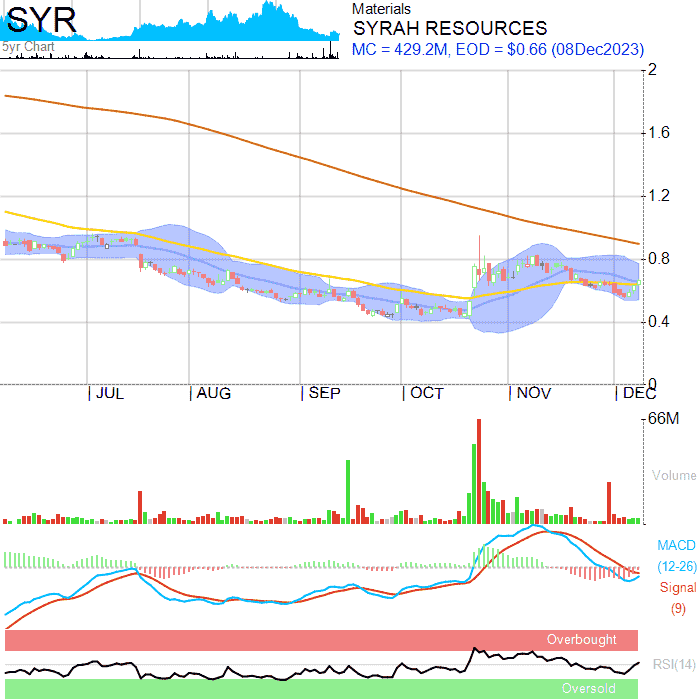 SYR
5yr Chart
Materials
SYRAH RESOURCES
MC = 429.2M, EOD = $0.66 (08Dec2023)
2
1.6
1.2
0.8
0.4
0
JUL AUG SEP OCT NOV DEC
66M
Volume
MACD
(12-26)
Signal
(9)
Overbought
RSI(14)
Oversold